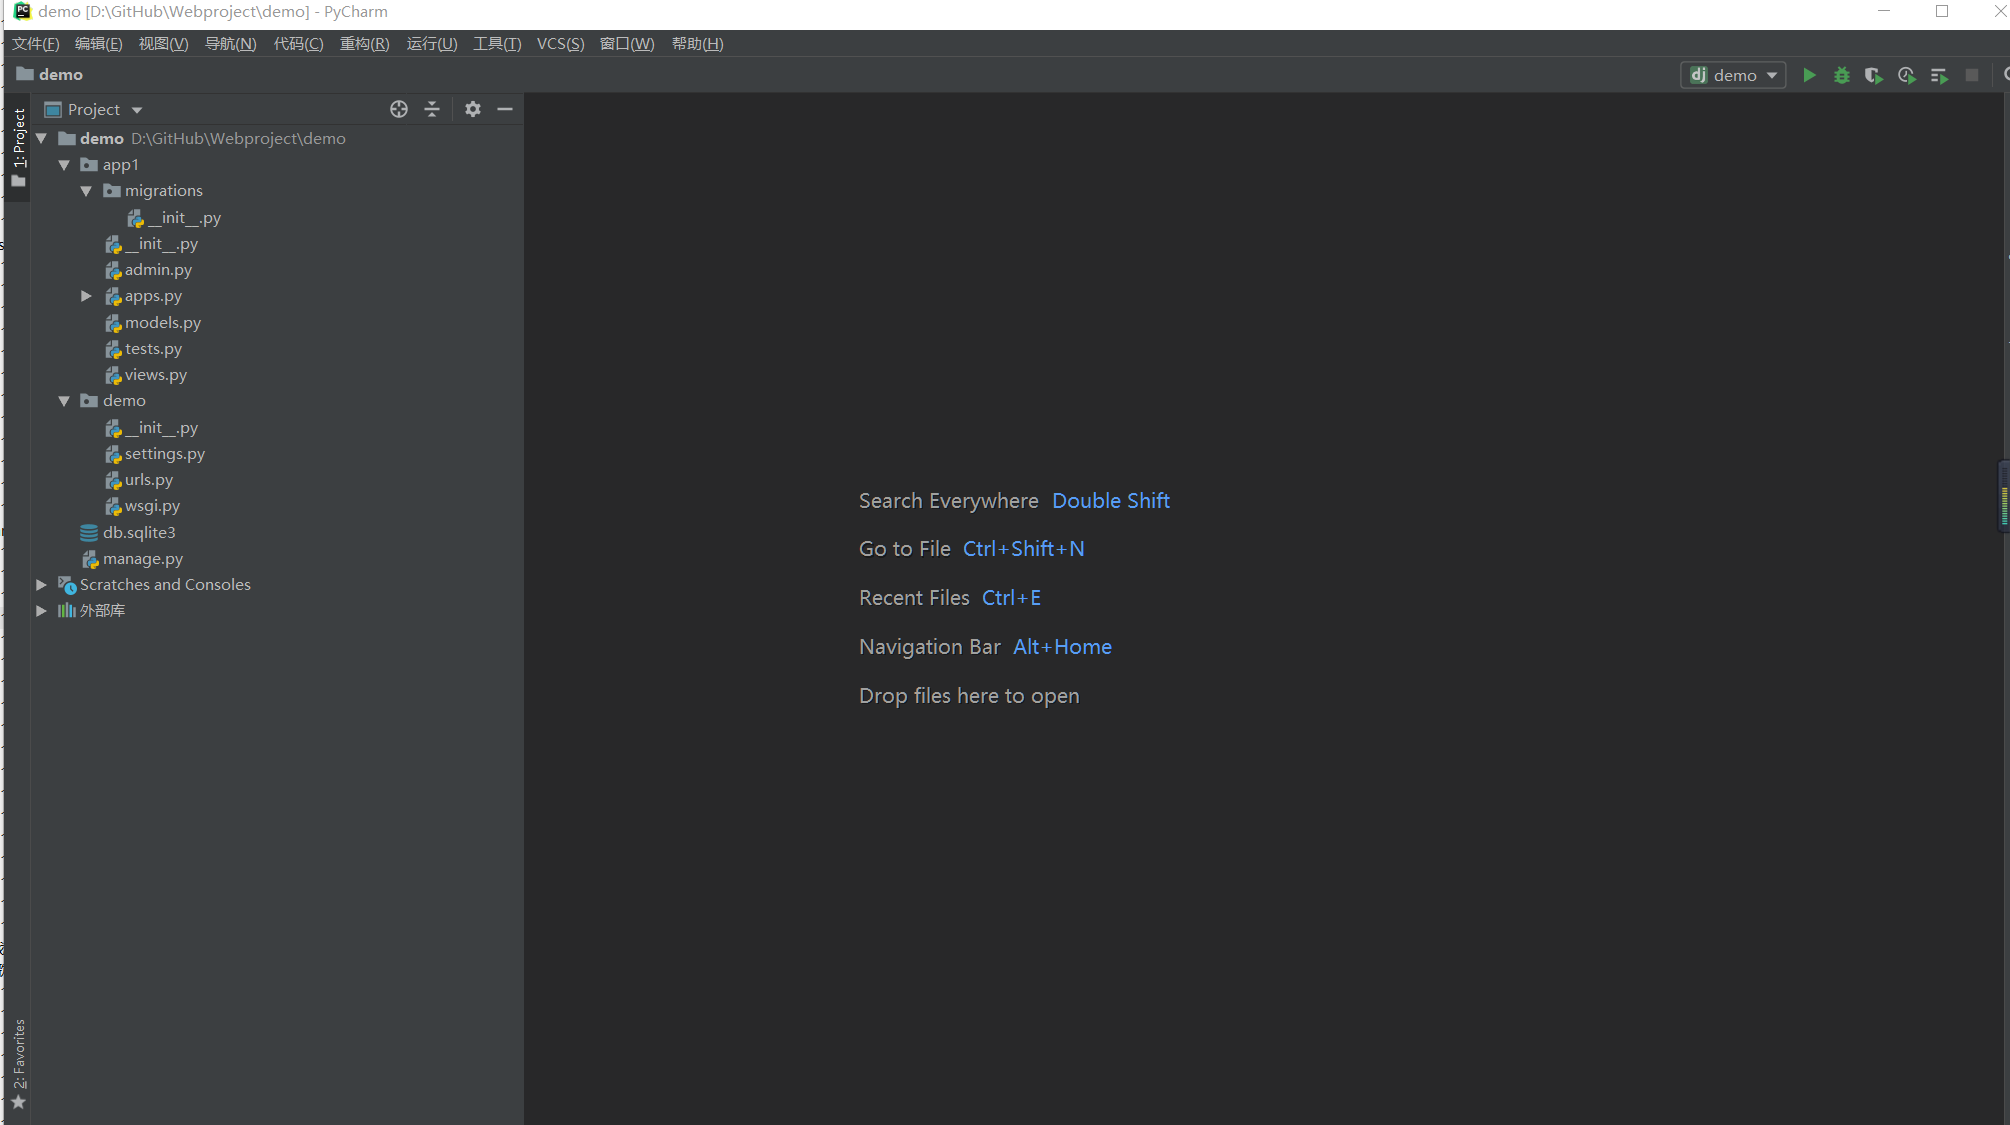 demo [D:\GitHub\Webproject\demo] - PyCharm
文件(F) 编辑(E) 视图(V) 导航(N) 代码(C) 重构(R) 运行(U) 工具(T) VCS(S) 窗口(W) 帮助(H)
demo
dj demo
1: Project
Project
demo D:\GitHub\Webproject\demo
app1
migrations
__init__.py
__init__.py
admin.py
apps.py
models.py
tests.py
views.py
demo
__init__.py
settings.py
urls.py
wsgi.py
db.sqlite3
manage.py
Scratches and Consoles
外部库
Search Everywhere Double Shift
Go to File Ctrl+Shift+N
Recent Files Ctrl+E
Navigation Bar Alt+Home
Drop files here to open
2: Favorites